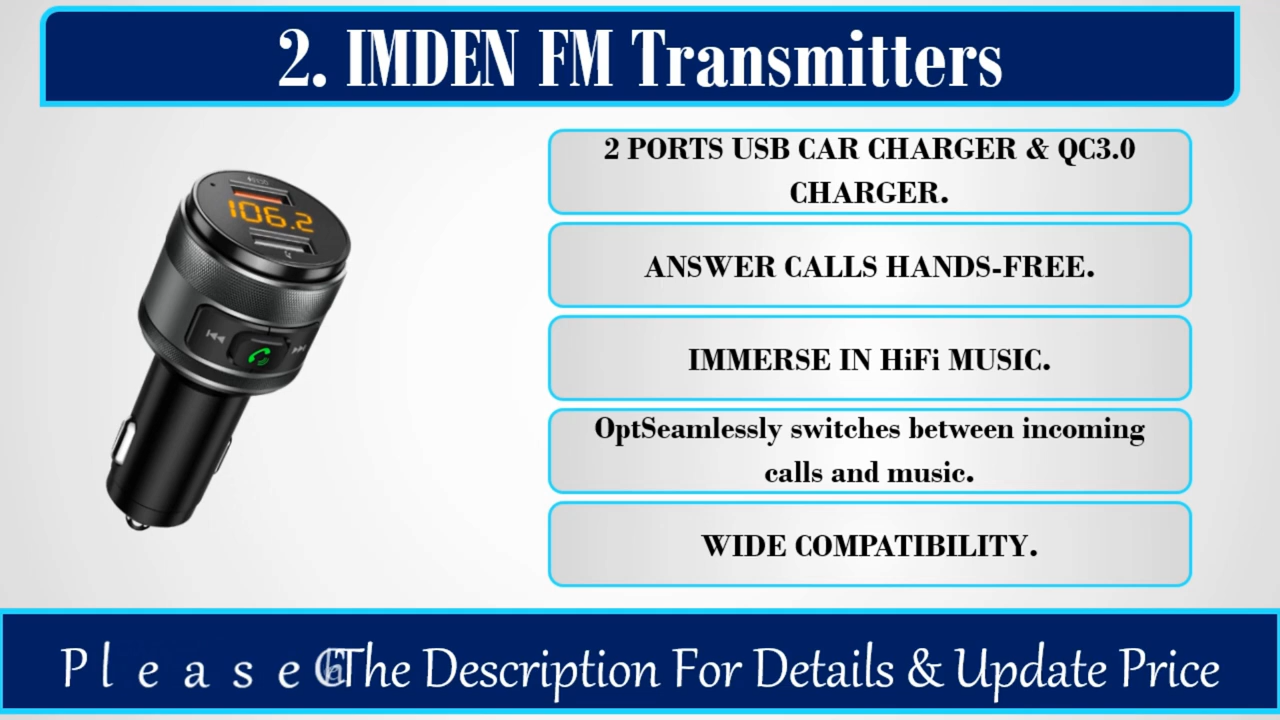 2. IMDEN FM Transmitters
106.2
2 PORTS USB CAR CHARGER & QC3.0
CHARGER.
ANSWER CALLS HANDS-FREE.
IMMERSE IN HiFi MUSIC.
OptSeamlessly switches between incoming
calls and music.
WIDE COMPATIBILITY.
Please The Description For Details & Update Price